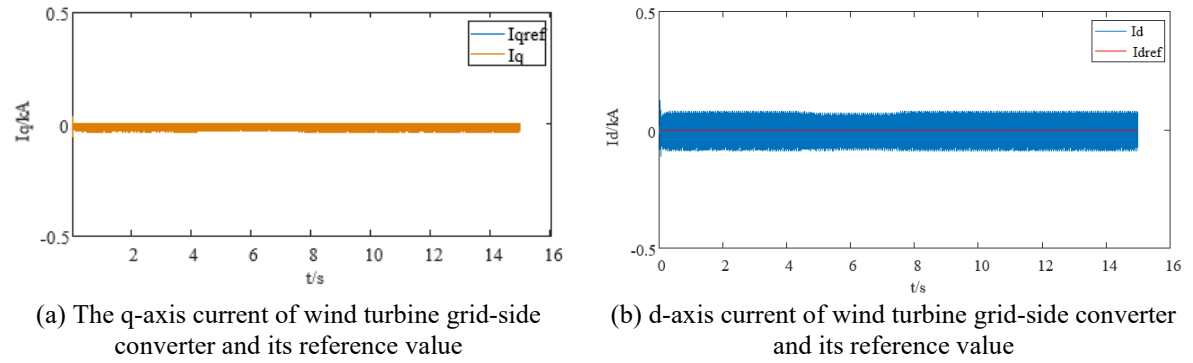 0.5
Iqref
Iq
Iq/kA
0
-0.5
2
4
6
8
10
12
14
16
t/s
(a) The q-axis current of wind turbine grid-side
converter and its reference value
0.5
Id
Idref
Id/kA
0
-0.5
0
2
4
6
8
10
12
14
16
t/s
(b) d-axis current of wind turbine grid-side converter
and its reference value